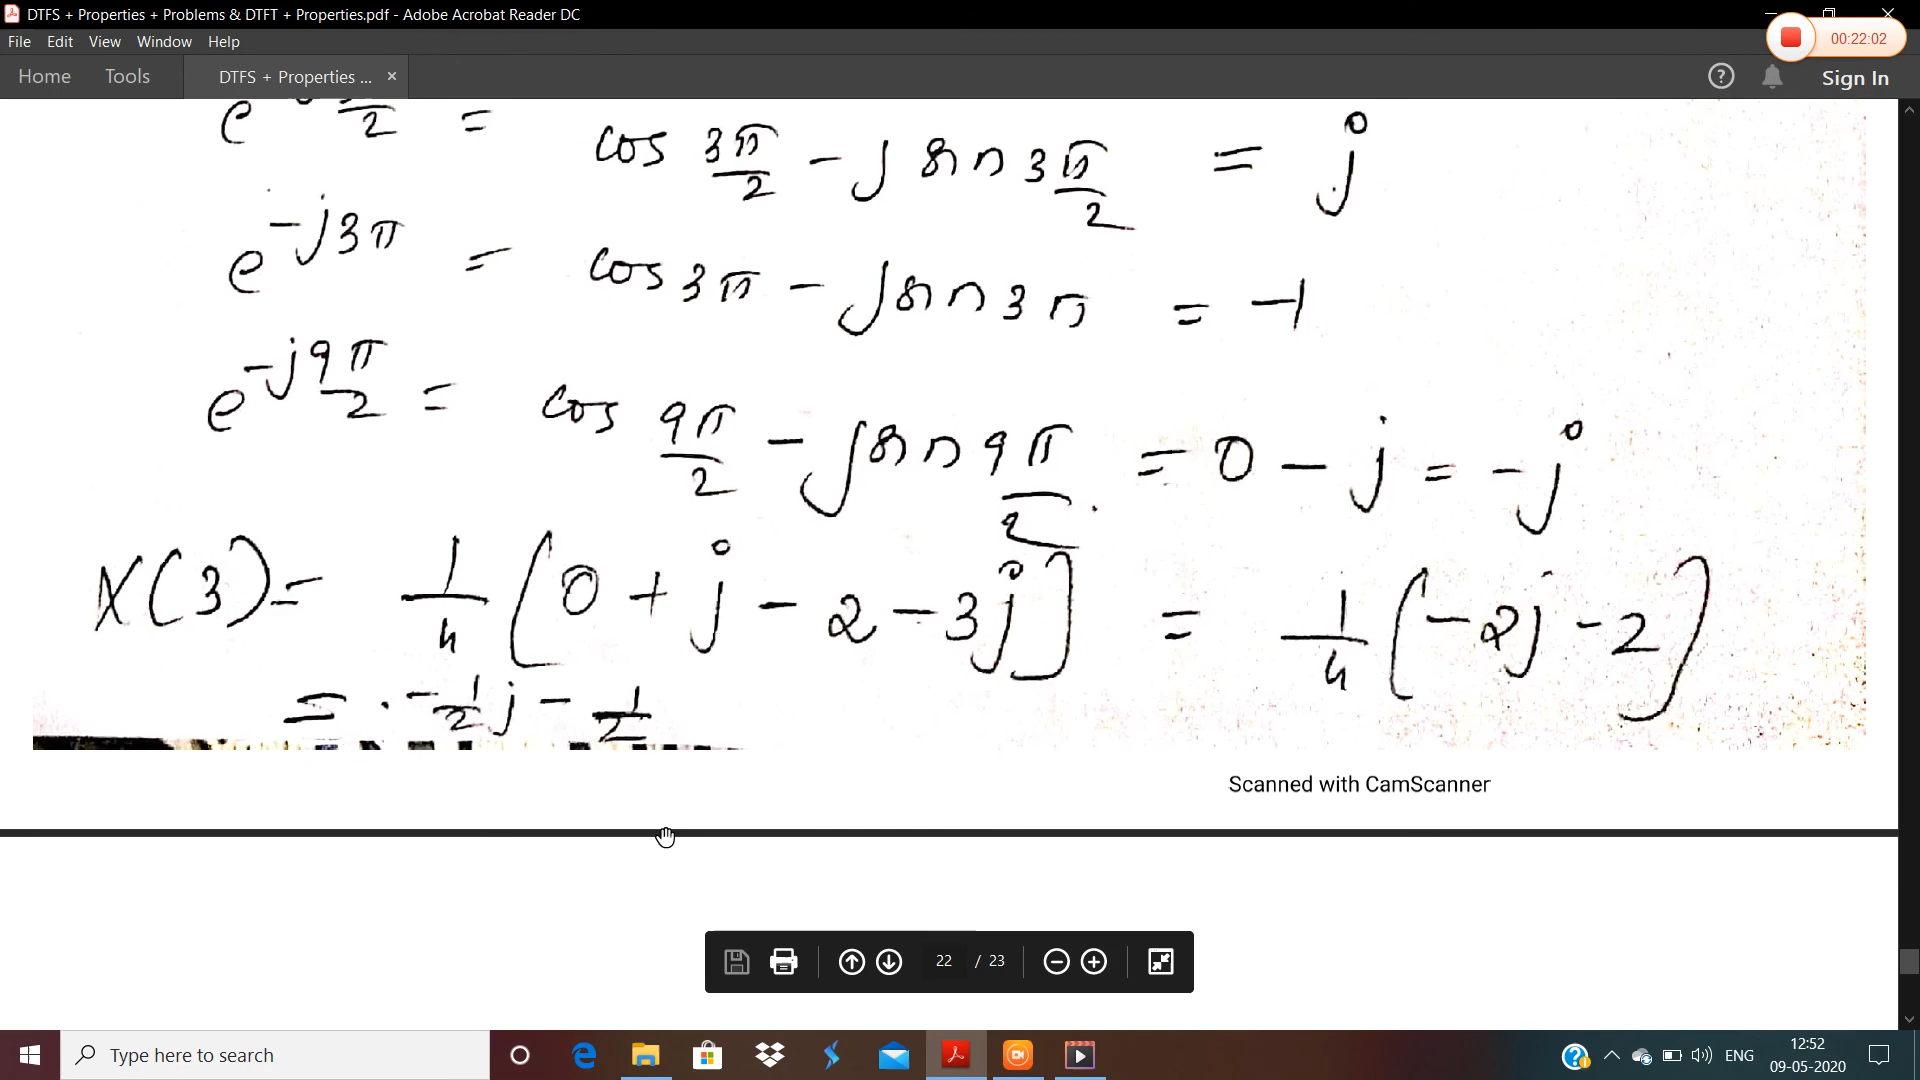 DTFS + Properties + Problems & DTFT + Properties.pdf - Adobe Acrobat Reader DC
File Edit View Window Help
00:22:02
Home Tools DTFS + Properties ... × ? Sign In
= cos 3π/2 - j sin 3π/2 = j
e^-j3π = cos 3π - j sin 3π = -1
e^-j9π/2 = cos 9π/2 - j sin 9π/2 = 0 - j = -j
X(3) = 1/4 [0 + j - 2 - 3j] = 1/4 (-2j - 2)
= -1/2 j - 1/2
Scanned with CamScanner
22 / 23
Type here to search
ENG
12:52
09-05-2020